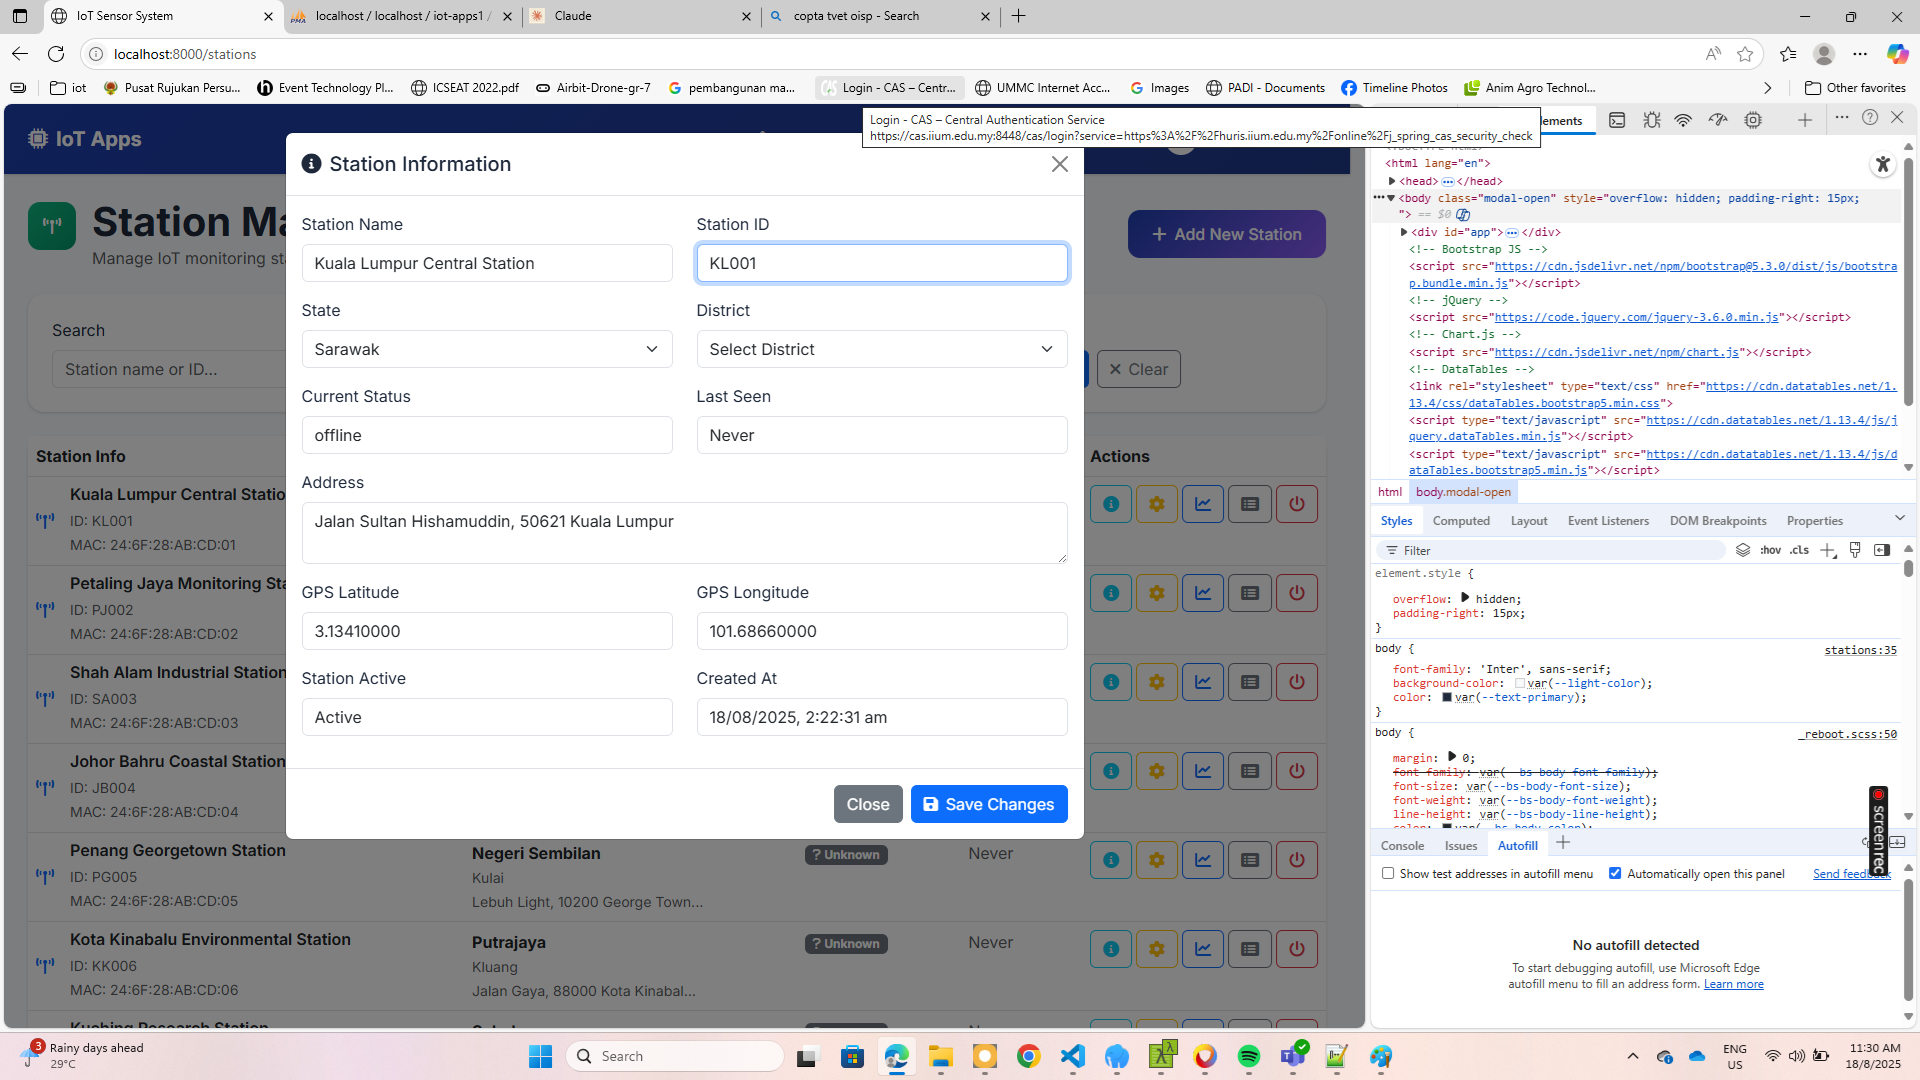 IoT Sensor System
localhost / localhost / iot-apps1 /
Claude
copta tvet oisp - Search
localhost:8000/stations
iot
Pusat Rujukan Persu...
Event Technology Pl...
ICSEAT 2022.pdf
Airbit-Drone-gr-7
pembangunan ma...
Login - CAS – Centr...
UMMC Internet Acc...
Images
PADI - Documents
Timeline Photos
Anim Agro Technol...
Other favorites
Login - CAS – Central Authentication Service
https://cas.iium.edu.my:8448/cas/login?service=https%3A%2F%2Fhuris.iium.edu.my%2Fonline%2Fj_spring_cas_security_check
IoT Apps
Station Ma
Manage IoT monitoring st
Add New Station
Search
Station name or ID...
Clear
Station Info
Actions
Kuala Lumpur Central Statio
ID: KL001
MAC: 24:6F:28:AB:CD:01
Petaling Jaya Monitoring Sta
ID: PJ002
MAC: 24:6F:28:AB:CD:02
Shah Alam Industrial Station
ID: SA003
MAC: 24:6F:28:AB:CD:03
Johor Bahru Coastal Station
ID: JB004
MAC: 24:6F:28:AB:CD:04
Penang Georgetown Station
ID: PG005
MAC: 24:6F:28:AB:CD:05
Negeri Sembilan
Kulai
Lebuh Light, 10200 George Town...
? Unknown
Never
Kota Kinabalu Environmental Station
ID: KK006
MAC: 24:6F:28:AB:CD:06
Putrajaya
Kluang
Jalan Gaya, 88000 Kota Kinabal...
? Unknown
Never
Station Information
Station Name
Kuala Lumpur Central Station
Station ID
KL001
State
Sarawak
District
Select District
Current Status
offline
Last Seen
Never
Address
Jalan Sultan Hishamuddin, 50621 Kuala Lumpur
GPS Latitude
3.13410000
GPS Longitude
101.68660000
Station Active
Active
Created At
18/08/2025, 2:22:31 am
Close
Save Changes
ements
<html lang="en">
<head> </head>
<body class="modal-open" style="overflow: hidden; padding-right: 15px;
"> == $0
<div id="app"> </div>
<!-- Bootstrap JS -->
<script src="https://cdn.jsdelivr.net/npm/bootstrap@5.3.0/dist/js/bootstra
p.bundle.min.js"></script>
<!-- jQuery -->
<script src="https://code.jquery.com/jquery-3.6.0.min.js"></script>
<!-- Chart.js -->
<script src="https://cdn.jsdelivr.net/npm/chart.js"></script>
<!-- DataTables -->
<link rel="stylesheet" type="text/css" href="https://cdn.datatables.net/1.
13.4/css/dataTables.bootstrap5.min.css">
<script type="text/javascript" src="https://cdn.datatables.net/1.13.4/js/j
query.dataTables.min.js"></script>
<script type="text/javascript" src="https://cdn.datatables.net/1.13.4/js/d
ataTables.bootstrap5.min.js"></script>
html body.modal-open
Styles Computed Layout Event Listeners DOM Breakpoints Properties
Filter
:hov .cls
element.style {
overflow: hidden;
padding-right: 15px;
}
body {
stations:35
font-family: 'Inter', sans-serif;
background-color: var(--light-color);
color: var(--text-primary);
}
body {
_reboot.scss:50
margin: 0;
font-family: var(--bs-body-font-family);
font-size: var(--bs-body-font-size);
font-weight: var(--bs-body-font-weight);
line-height: var(--bs-body-line-height);
color: var(--bs-body-color);
screenrec
Console Issues Autofill
Show test addresses in autofill menu
Automatically open this panel
Send feedback
No autofill detected
To start debugging autofill, use Microsoft Edge
autofill menu to fill an address form. Learn more
3
Rainy days ahead
29°C
Search
ENG
US
11:30 AM
18/8/2025